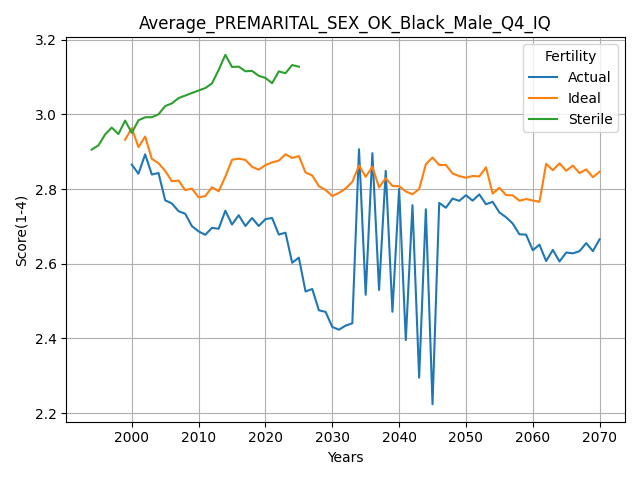 Average_PREMARITAL_SEX_OK_Black_Male_Q4_IQ
Fertility
Actual
Ideal
Sterile
Score(1-4)
3.2
3.0
2.8
2.6
2.4
2.2
2000
2010
2020
2030
2040
2050
2060
2070
Years